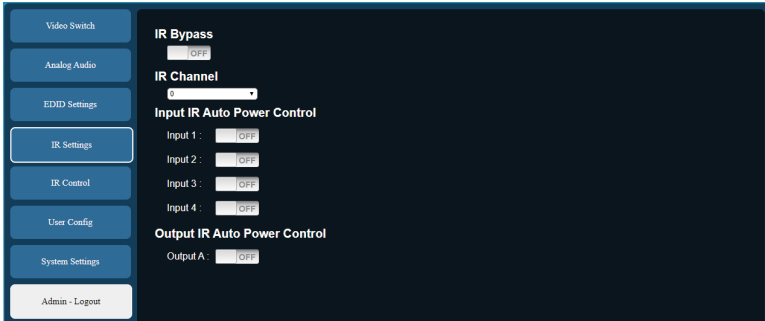 Video Switch
Analog Audio
EDID Settings
IR Settings
IR Control
User Config
System Settings
Admin - Logout
IR Bypass
OFF
IR Channel
0
Input IR Auto Power Control
Input 1 : OFF
Input 2 : OFF
Input 3 : OFF
Input 4 : OFF
Output IR Auto Power Control
Output A : OFF